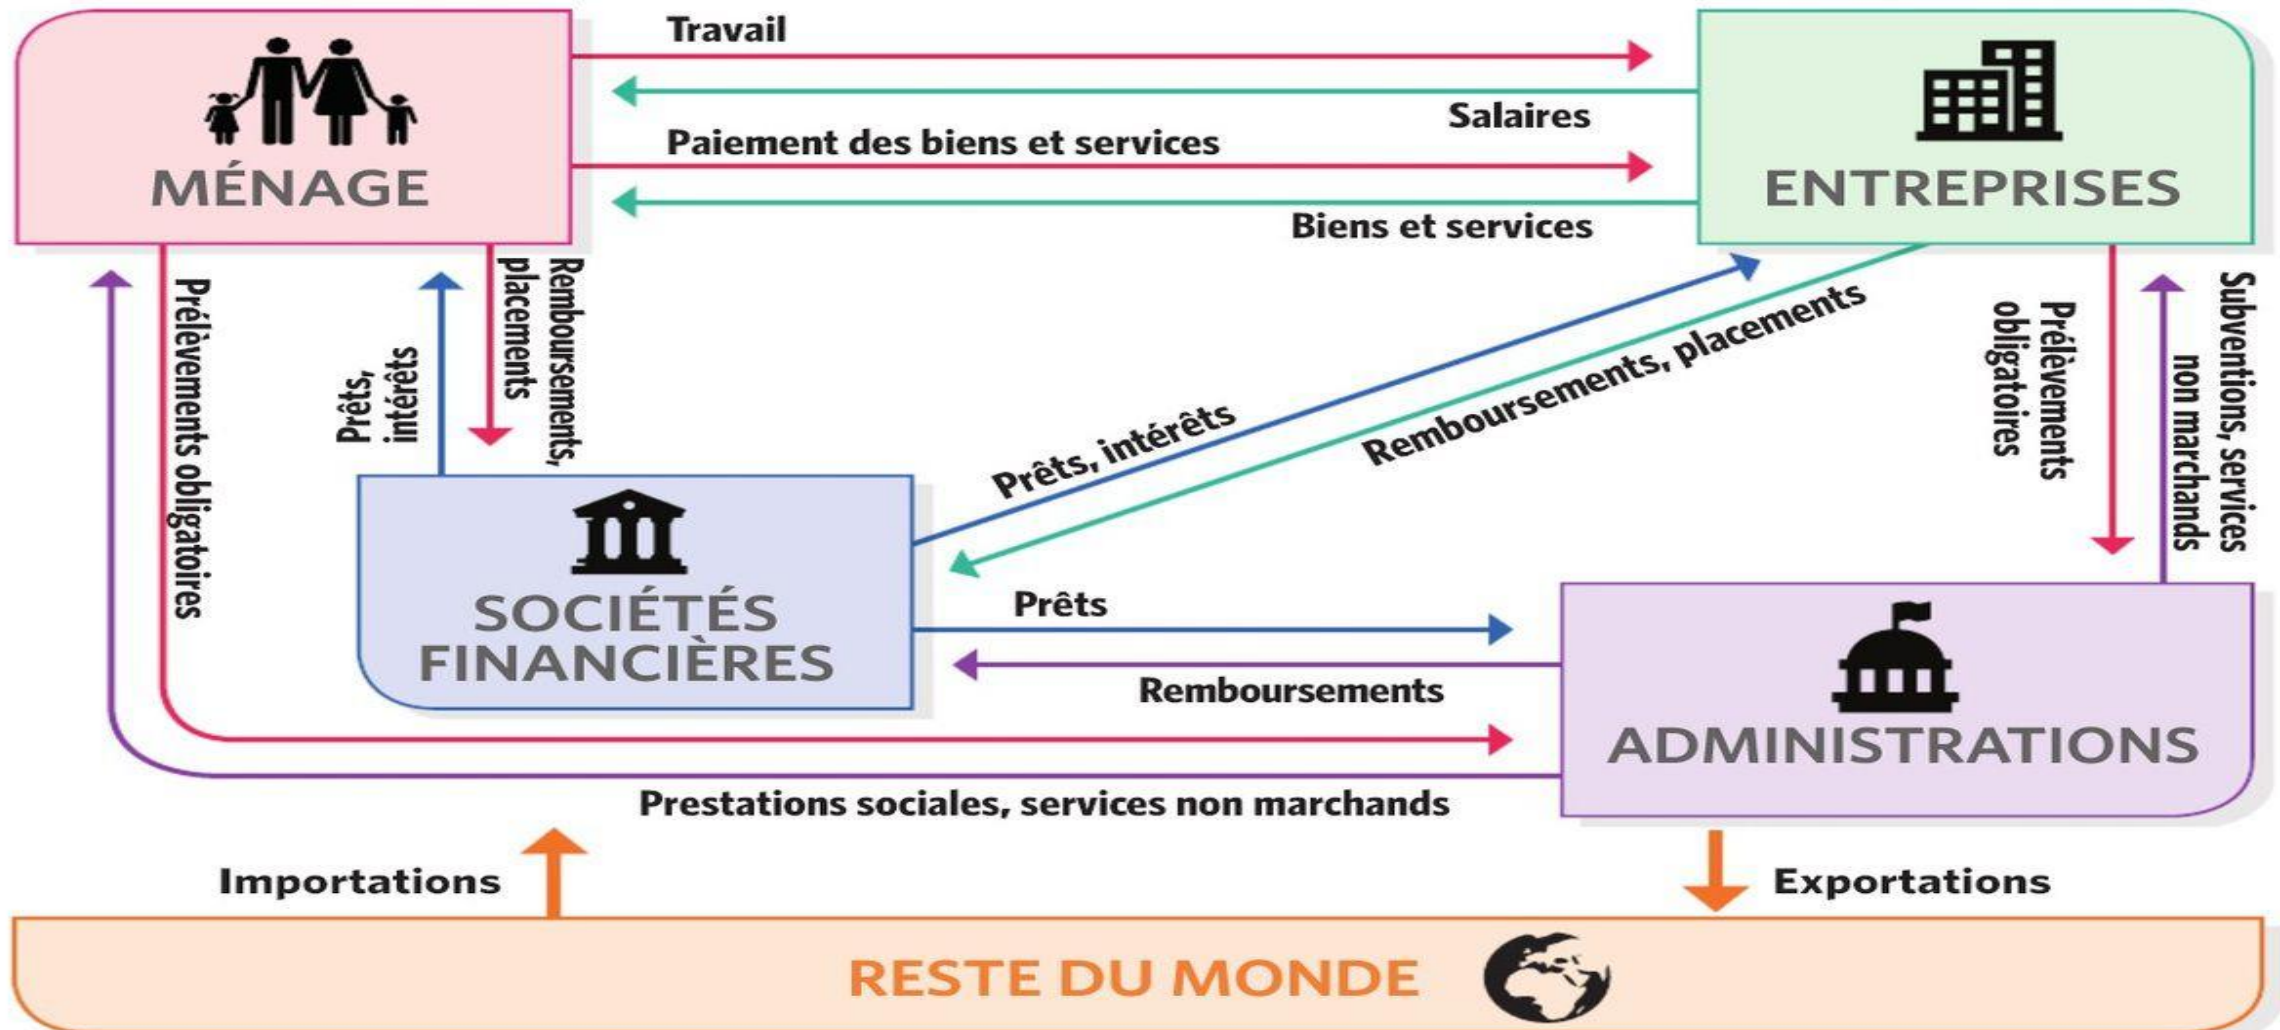 Travail
Salaires
Paiement des biens et services
Biens et services
MÉNAGE
ENTREPRISES
Prélèvements obligatoires
Prêts,
intérêts
Remboursements,
placements
Prêts, intérêts
Remboursements, placements
Prélèvements
obligatoires
Subventions, services
non marchands
SOCIÉTÉS
FINANCIÈRES
Prêts
Remboursements
ADMINISTRATIONS
Prestations sociales, services non marchands
Importations
Exportations
RESTE DU MONDE